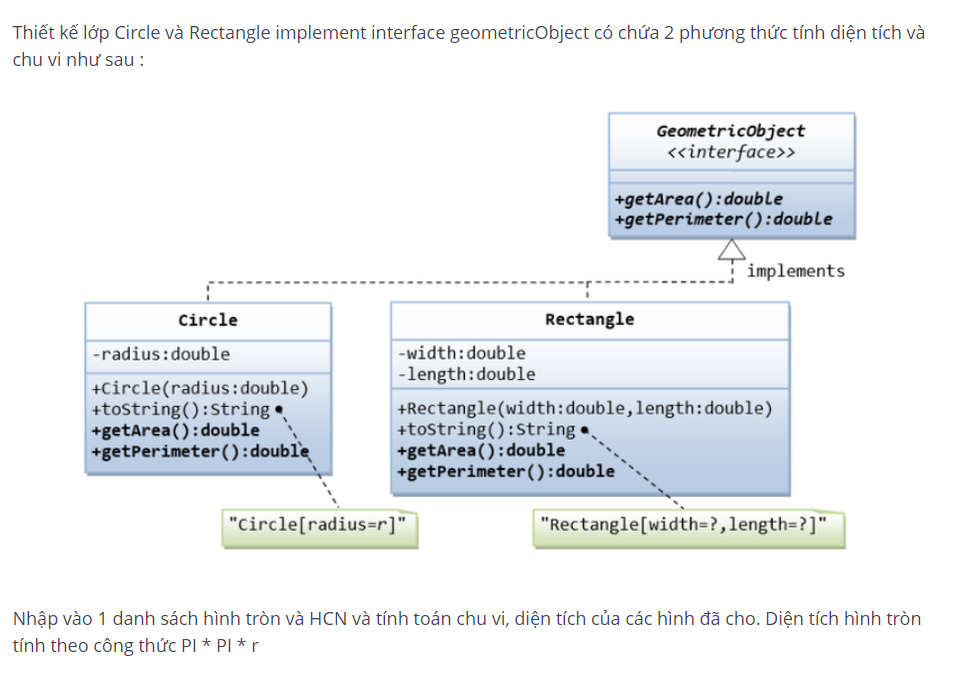 Thiết kế lớp Circle và Rectangle implement interface geometricObject có chứa 2 phương thức tính diện tích và
chu vi như sau :
GeometricObject
<<interface>>
+getArea():double
+getPerimeter():double
implements
Circle
-radius:double
+Circle(radius:double)
+toString():String
+getArea():double
+getPerimeter():double
"Circle[radius=r]"
Rectangle
-width:double
-length:double
+Rectangle(width:double,length:double)
+toString():String
+getArea():double
+getPerimeter():double
"Rectangle[width=?,length=?]"
Nhập vào 1 danh sách hình tròn và HCN và tính toán chu vi, diện tích của các hình đã cho. Diện tích hình tròn
tính theo công thức PI * PI * r